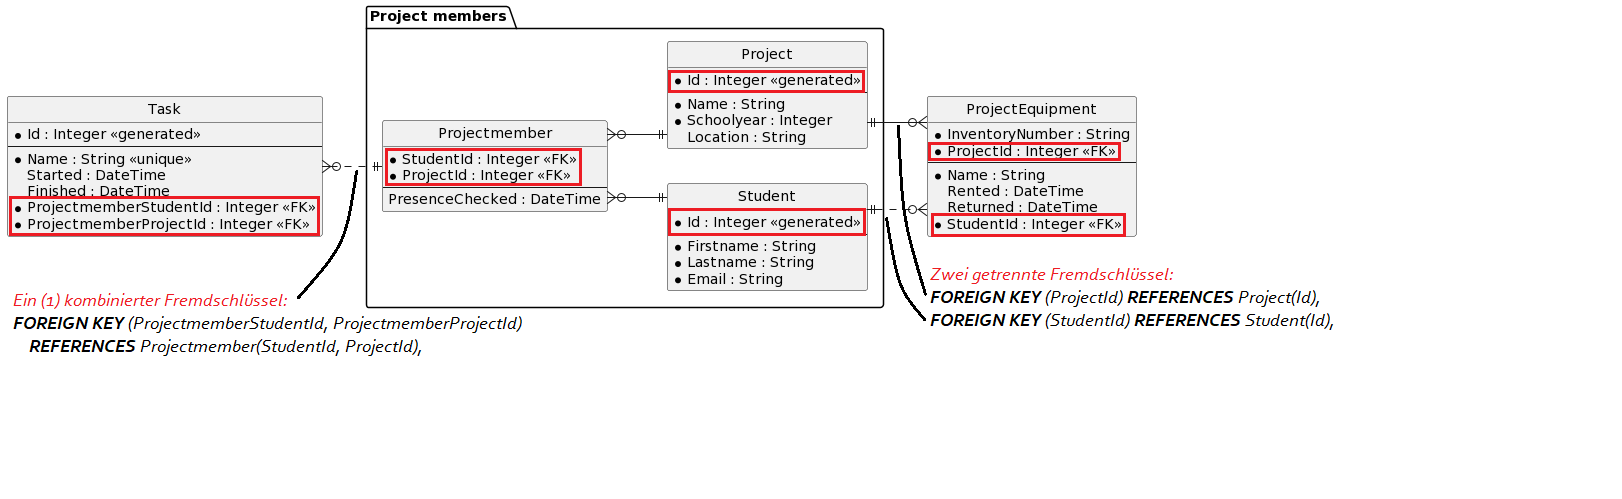 Project members
Task
Id : Integer «generated»
Name : String «unique»
Started : DateTime
Finished : DateTime
ProjectmemberStudentId : Integer «FK»
ProjectmemberProjectId : Integer «FK»
Projectmember
StudentId : Integer «FK»
ProjectId : Integer «FK»
PresenceChecked : DateTime
Project
Id : Integer «generated»
Name : String
Schoolyear : Integer
Location : String
Student
Id : Integer «generated»
Firstname : String
Lastname : String
Email : String
ProjectEquipment
InventoryNumber : String
ProjectId : Integer «FK»
Name : String
Rented : DateTime
Returned : DateTime
StudentId : Integer «FK»
Ein (1) kombinierter Fremdschlüssel:
FOREIGN KEY (ProjectmemberStudentId, ProjectmemberProjectId)
REFERENCES Projectmember(StudentId, ProjectId),
Zwei getrennte Fremdschlüssel:
FOREIGN KEY (ProjectId) REFERENCES Project(Id),
FOREIGN KEY (StudentId) REFERENCES Student(Id),